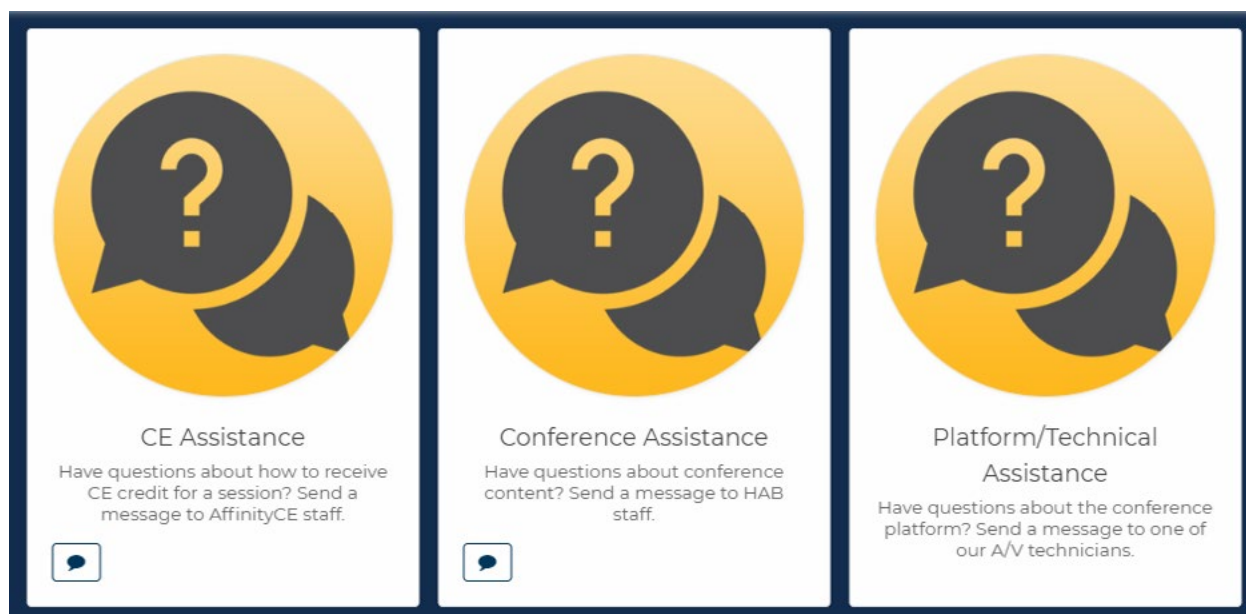 CE Assistance
Have questions about how to receive
CE credit for a session? Send a
message to AffinityCE staff.
Conference Assistance
Have questions about conference
content? Send a message to HAB
staff.
Platform/Technical
Assistance
Have questions about the conference
platform? Send a message to one of
our A/V technicians.